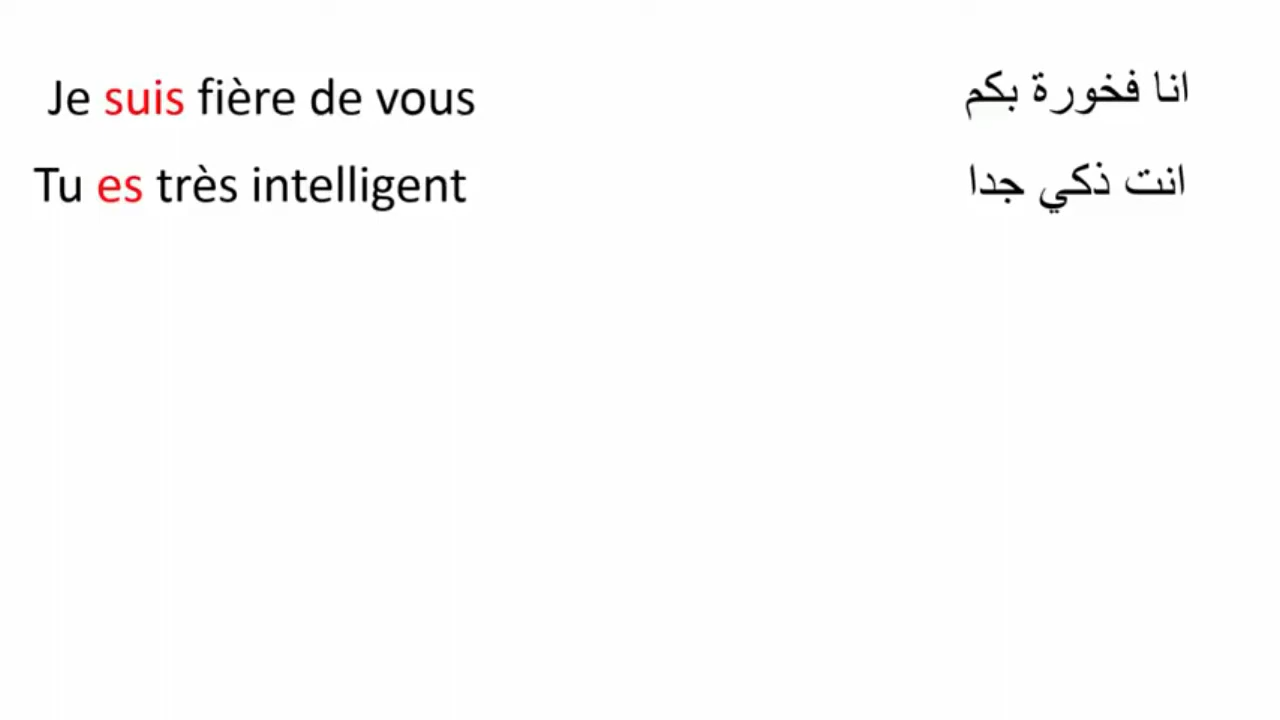 Je suis fière de vous انا فخورة بكم
Tu es très intelligent انت ذكي جدا